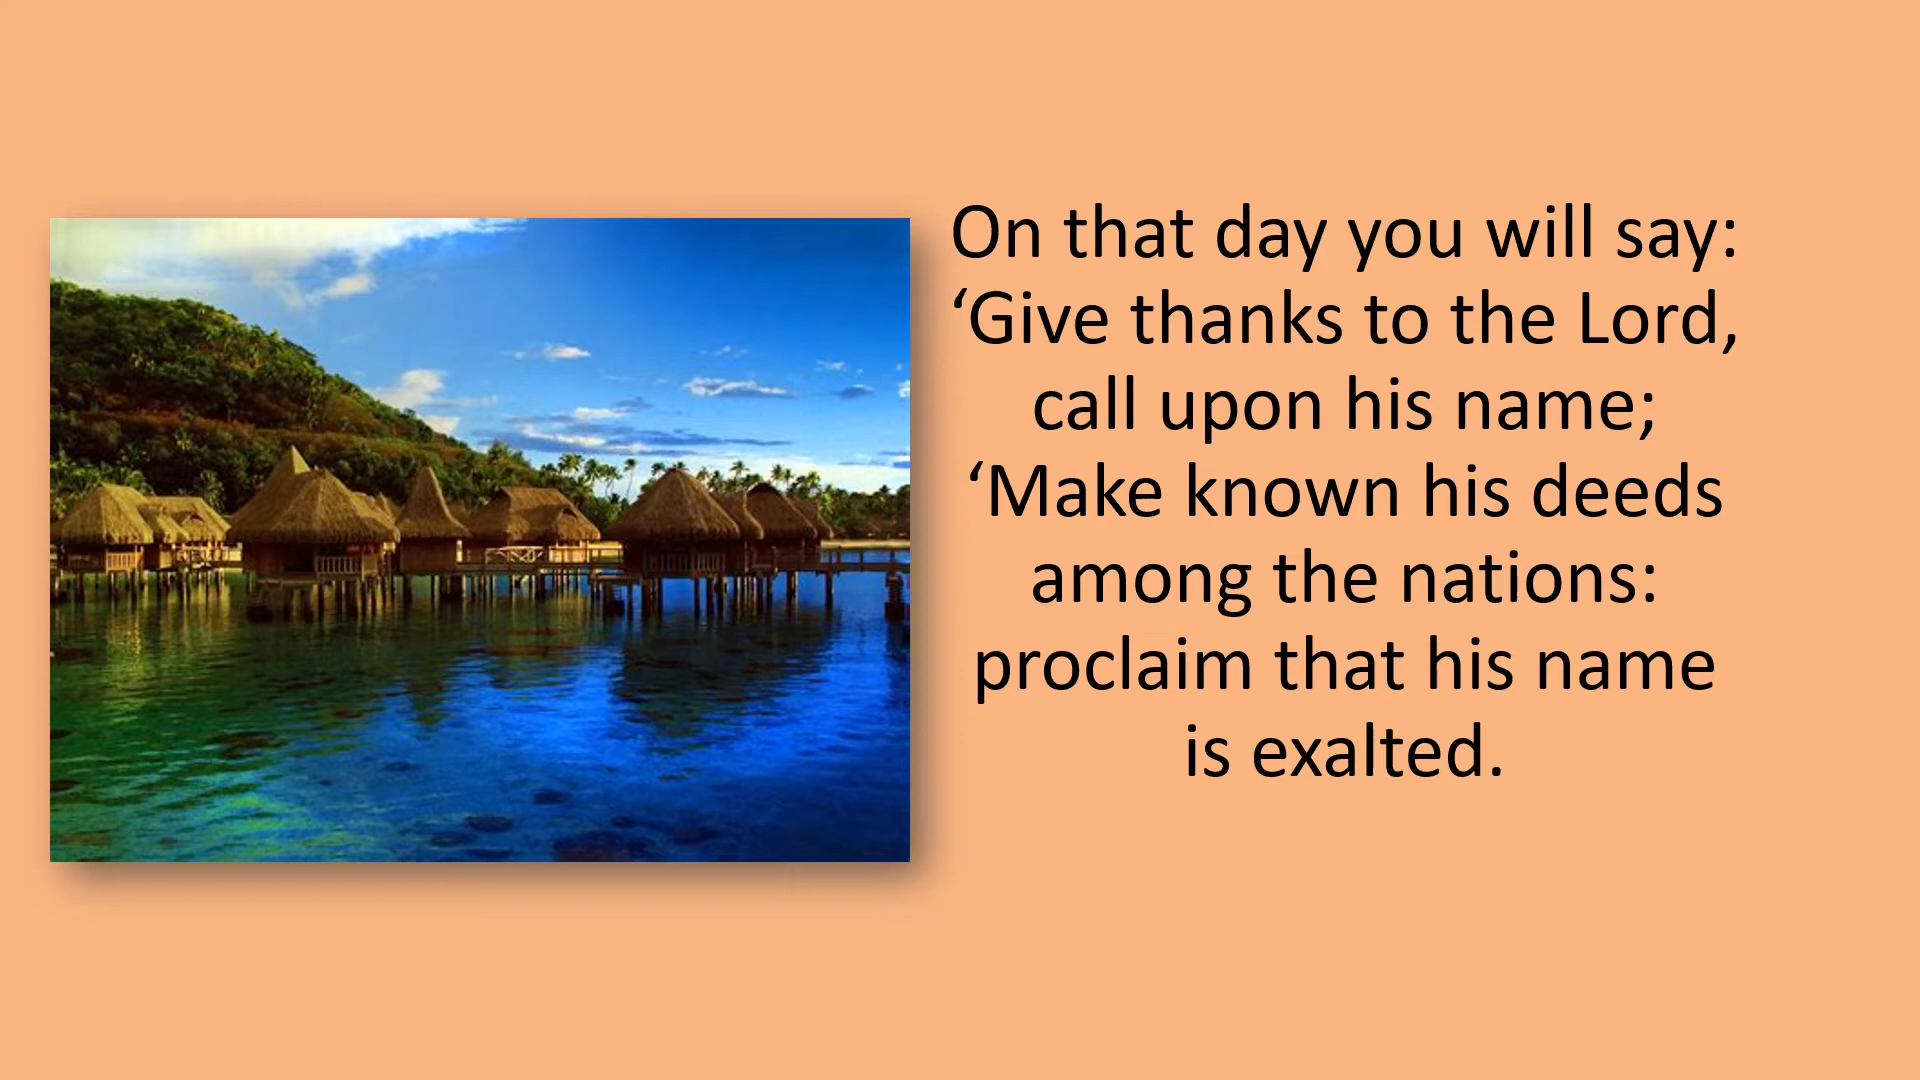 On that day you will say:
‘Give thanks to the Lord,
call upon his name;
‘Make known his deeds
among the nations:
proclaim that his name
is exalted.